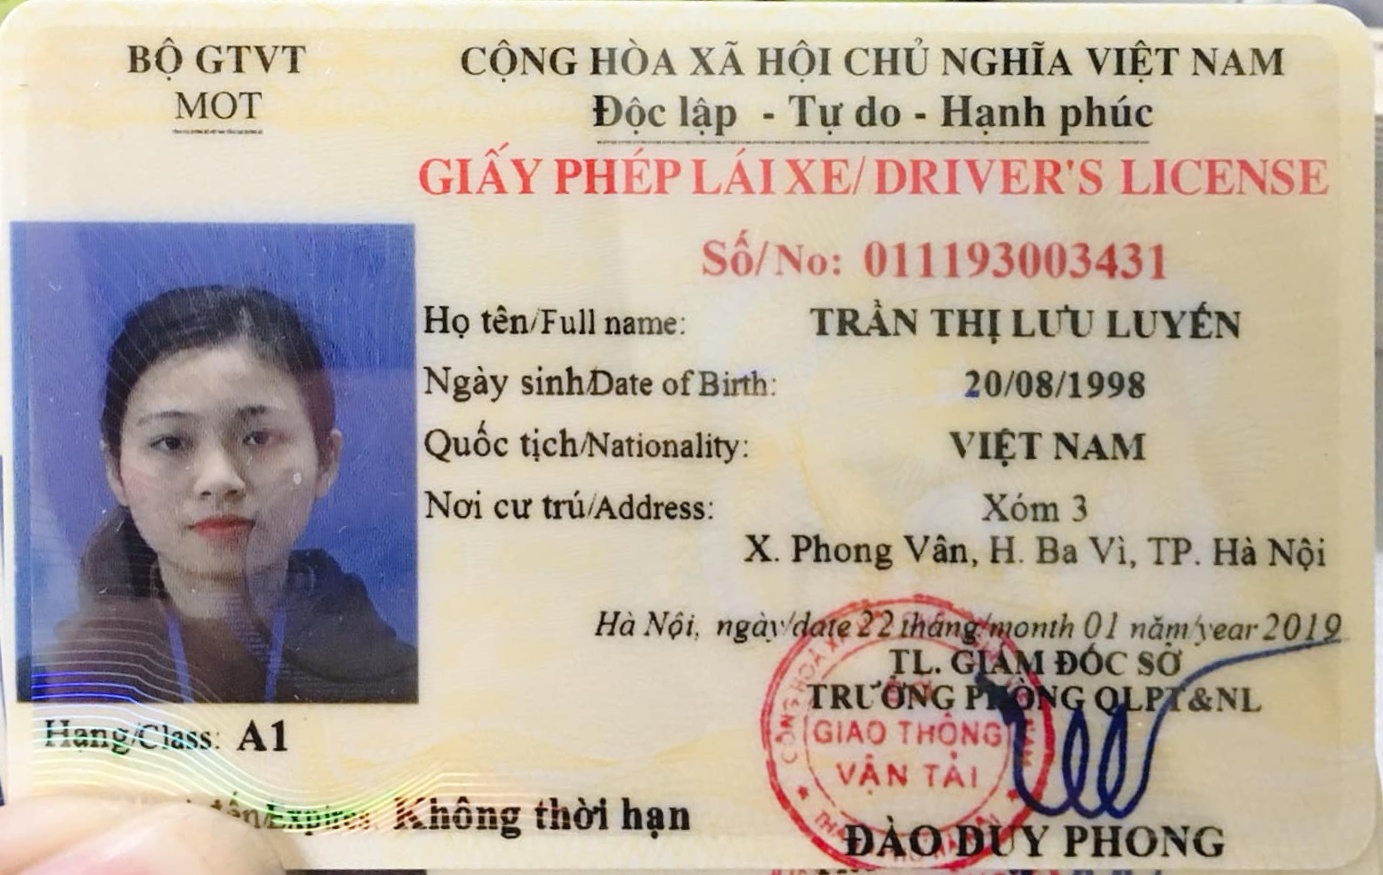 BỘ GTVT
MOT
CỘNG HÒA XÃ HỘI CHỦ NGHĨA VIỆT NAM
Độc lập - Tự do - Hạnh phúc
GIẤY PHÉP LÁI XE/ DRIVER'S LICENSE
Số/No: 011193003431
Họ tên/Full name: TRẦN THỊ LƯU LUYẾN
Ngày sinh/Date of Birth: 20/08/1998
Quốc tịch/Nationality: VIỆT NAM
Nơi cư trú/Address: Xóm 3
X. Phong Vân, H. Ba Vì, TP. Hà Nội
Hà Nội, ngày/date 22 tháng/month 01 năm/year 2019
TL. GIÁM ĐỐC SỞ
TRƯỞNG PHÒNG QLPT&NL
GIAO THÔNG
VẬN TẢI
Hạng/Class: A1
đến/Expires: Không thời hạn
ĐÀO DUY PHONG